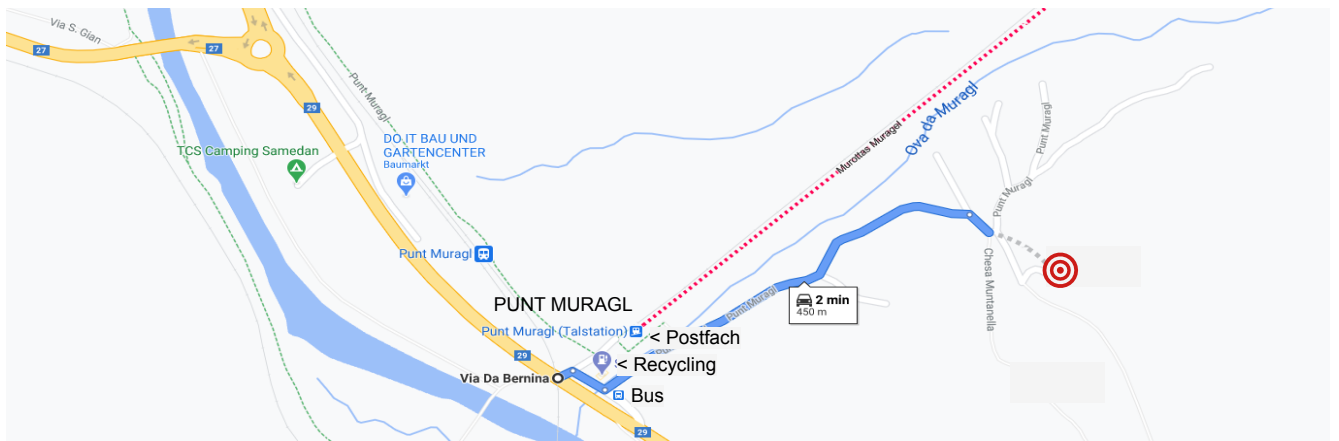 Via S. Gian
27
27
29
Punt Muragl
DO IT BAU UND
GARTENCENTER
Baumarkt
TCS Camping Samedan
Ova da Muragl
Murottas Muragel
Punt Muragl
Punt Muragl
Punt Muragl
Chesa Muntanella
Punt Muragl
2 min
450 m
PUNT MURAGL
Punt Muragl (Talstation)
< Postfach
29
< Recycling
Via Da Bernina
Bus
29